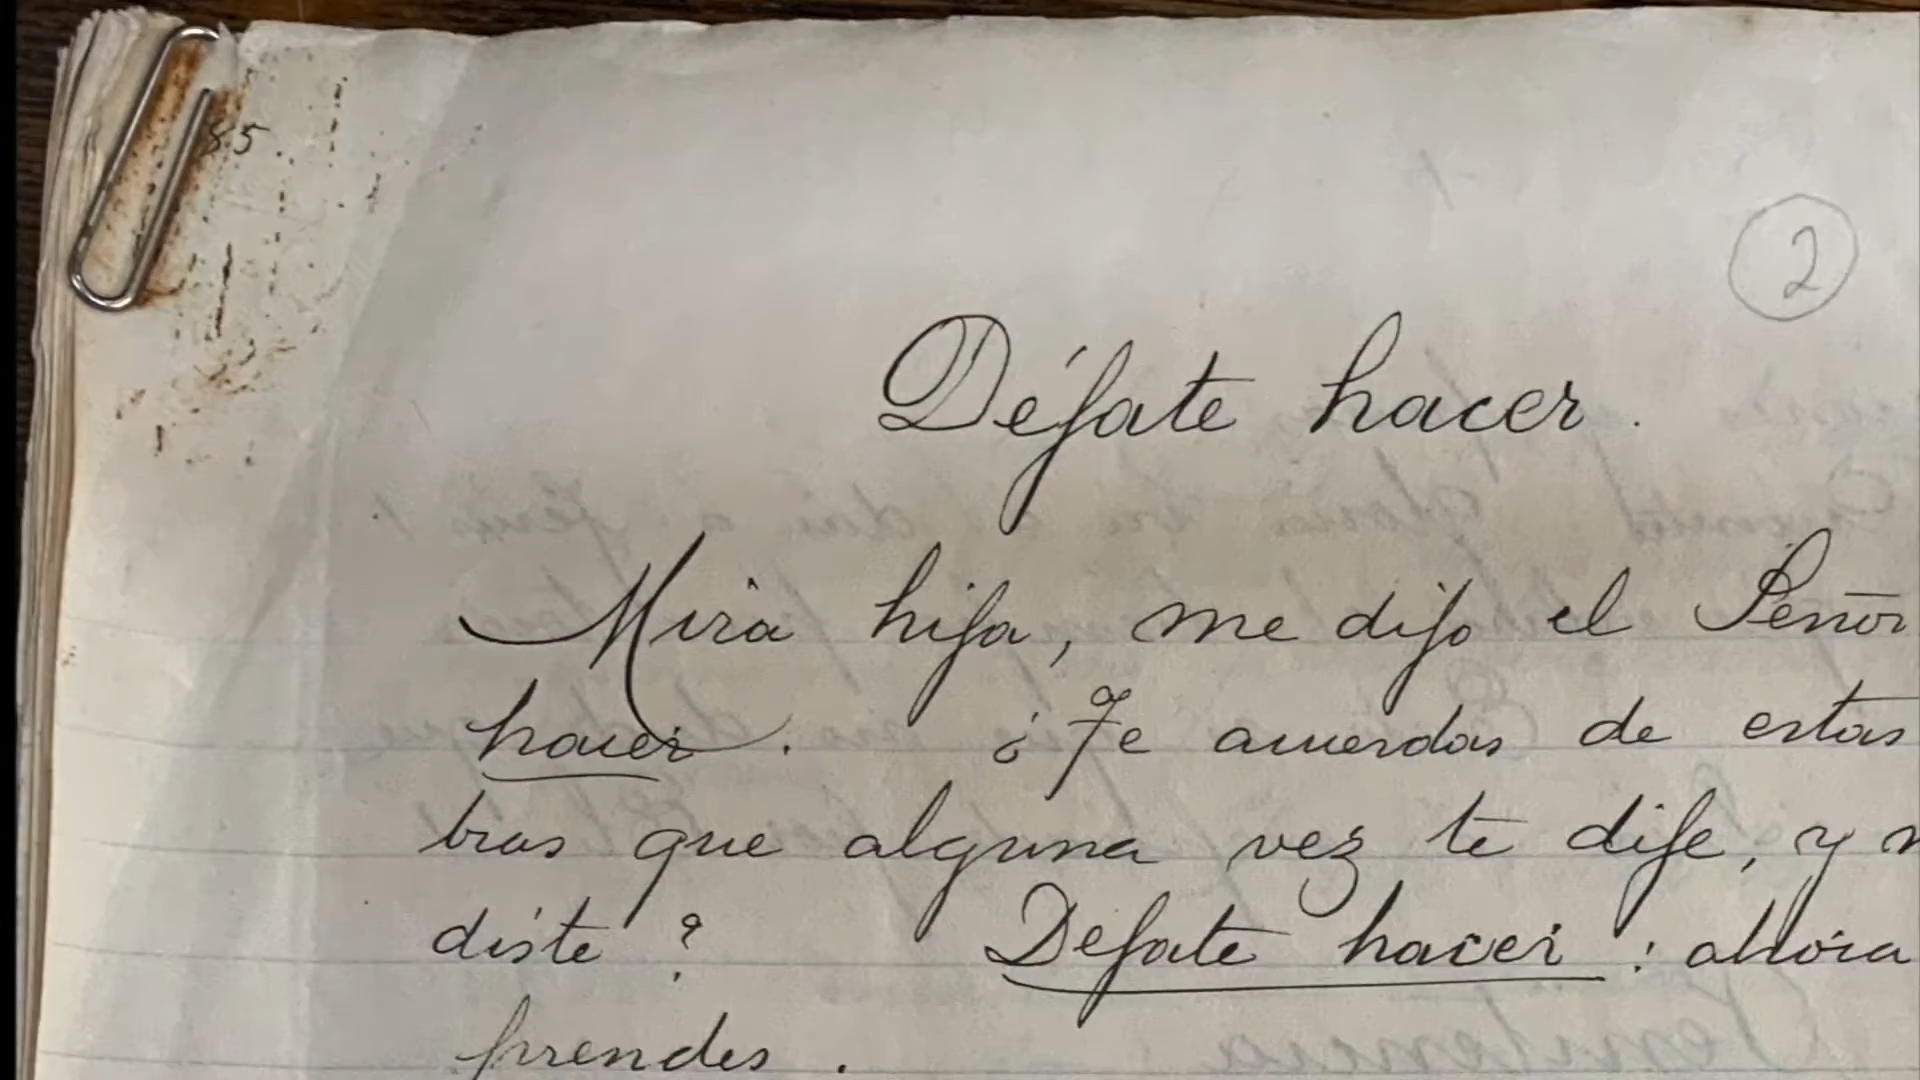 85
2
Déjate hacer.
Mira hija, me dijo el Señor
hacer. ¿Te acuerdas de estas
bras que alguna vez te dije, y
diste? Dejate hacer: ahora
prendes.